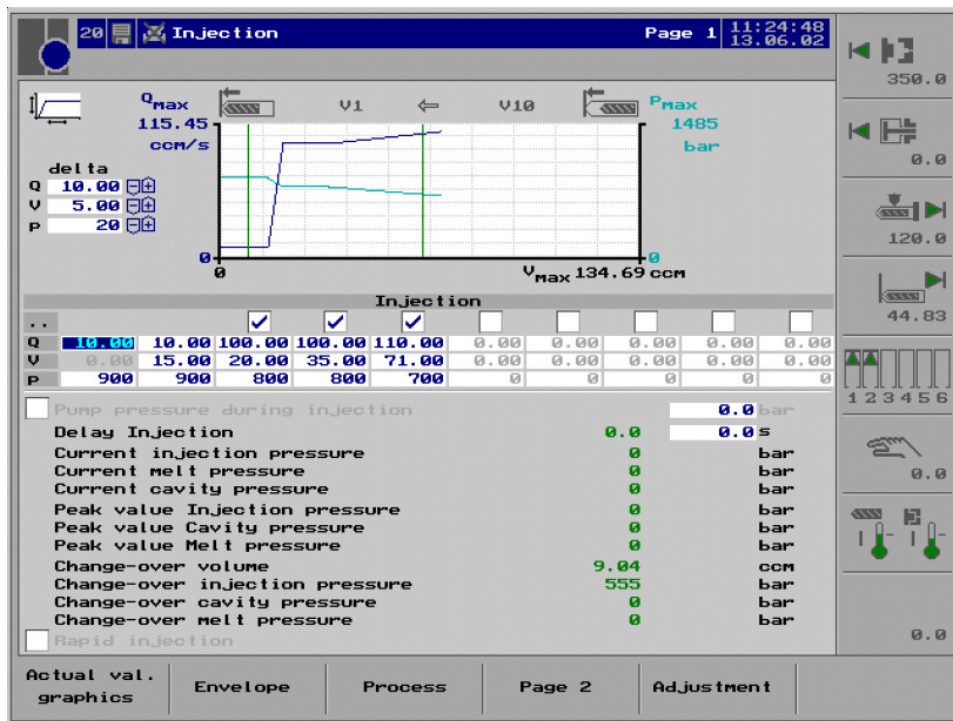 20 Injection Page 1 11:24:48
13.06.02
350.0
0.0
120.0
44.83
1 2 3 4 5 6
0.0
0.0
Qmax V1 V10 Pmax
115.45 1485
ccm/s bar
delta
Q 10.00
V 5.00
P 20
0 0
0 Vmax 134.69 ccm
Injection
..
Q 10.00 10.00 100.00 100.00 110.00 0.00 0.00 0.00 0.00 0.00
V 0.00 15.00 20.00 35.00 71.00 0.00 0.00 0.00 0.00 0.00
P 900 900 800 800 700 0 0 0 0 0
Pump pressure during injection 0.0 bar
Delay Injection 0.0 0.0 s
Current injection pressure 0 bar
Current melt pressure 0 bar
Current cavity pressure 0 bar
Peak value Injection pressure 0 bar
Peak value Cavity pressure 0 bar
Peak value Melt pressure 0 bar
Change-over volume 9.04 ccm
Change-over injection pressure 555 bar
Change-over cavity pressure 0 bar
Change-over melt pressure 0 bar
Rapid injection
Actual val. graphics
Envelope
Process
Page 2
Adjustment